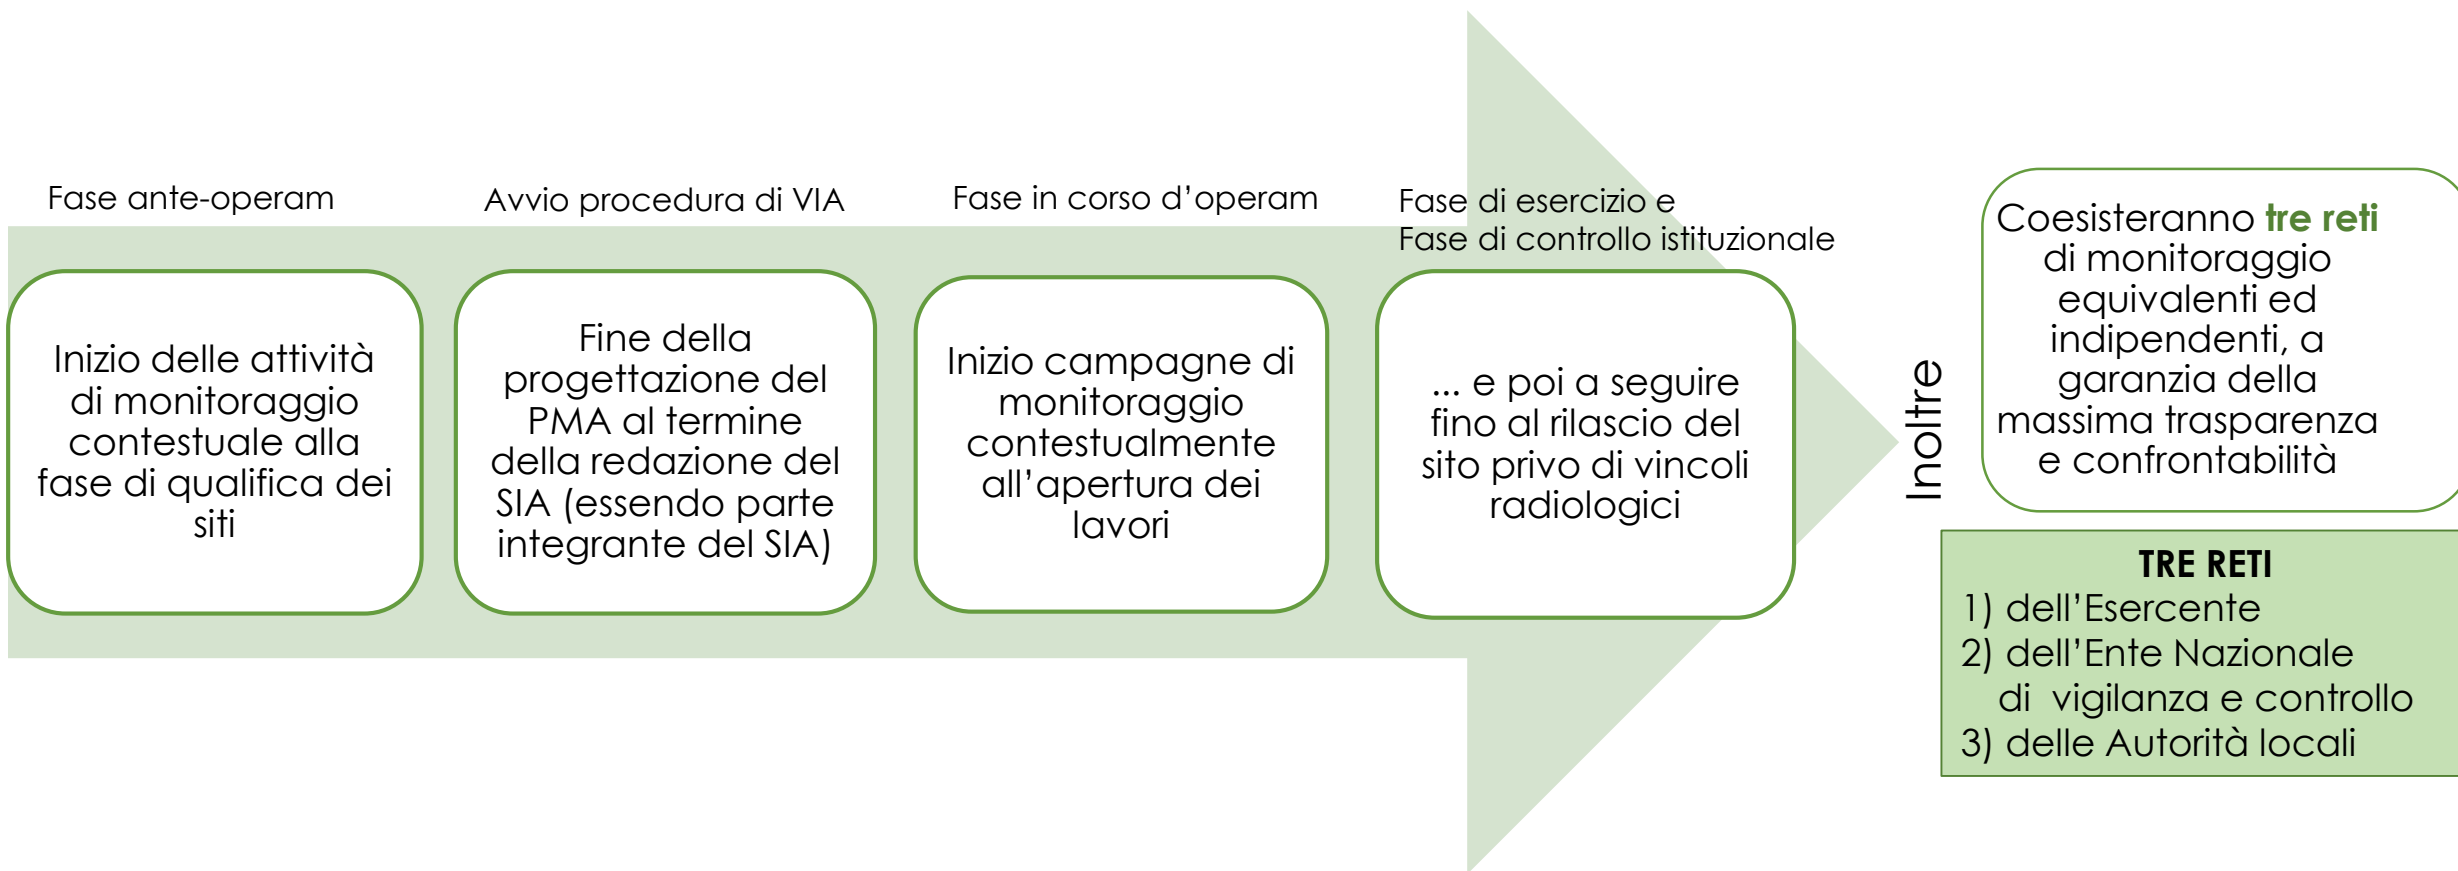 Fase ante-operam
Inizio delle attività
di monitoraggio
contestuale alla
fase di qualifica dei
siti
Avvio procedura di VIA
Fine della
progettazione del
PMA al termine
della redazione del
SIA (essendo parte
integrante del SIA)
Fase in corso d’operam
Inizio campagne di
monitoraggio
contestualmente
all’apertura dei
lavori
Fase di esercizio e
Fase di controllo istituzionale
... e poi a seguire
fino al rilascio del
sito privo di vincoli
radiologici
Inoltre
Coesisteranno tre reti
di monitoraggio
equivalenti ed
indipendenti, a
garanzia della
massima trasparenza
e confrontabilità
TRE RETI
1) dell’Esercente
2) dell’Ente Nazionale
di vigilanza e controllo
3) delle Autorità locali